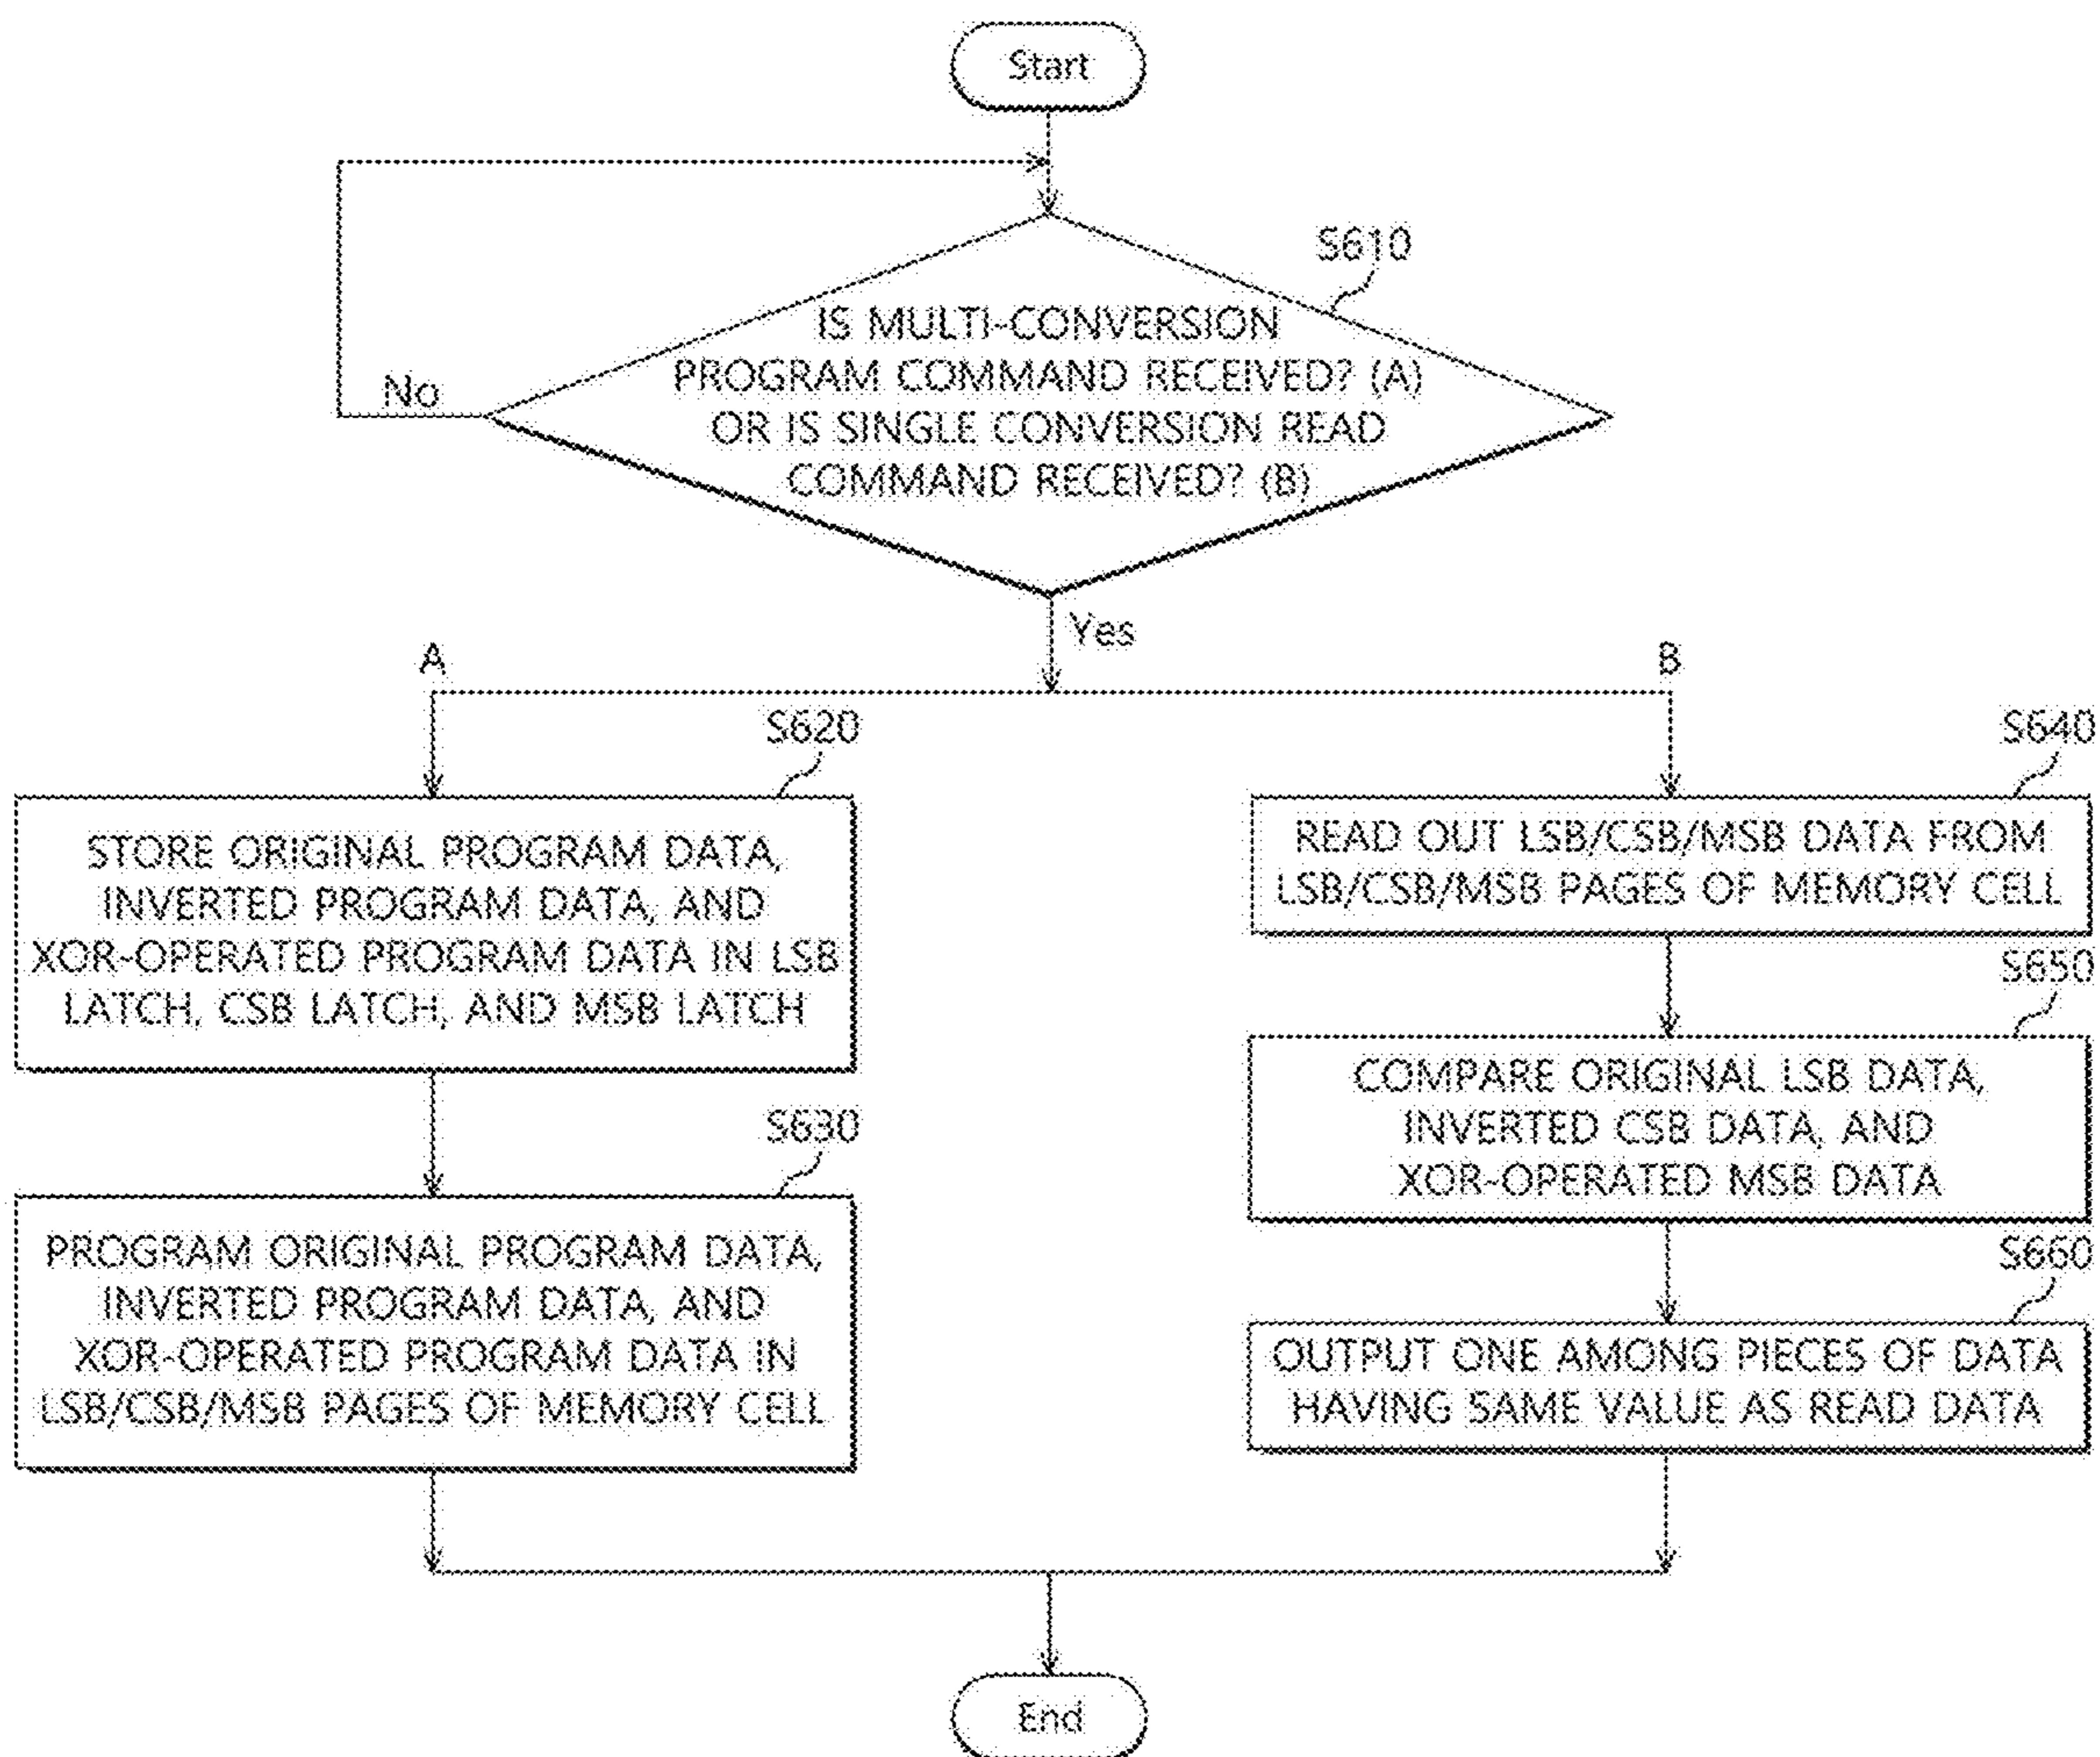 Start
S610
IS MULTI-CONVERSION
PROGRAM COMMAND RECEIVED? (A)
OR IS SINGLE CONVERSION READ
COMMAND RECEIVED? (B)
No
Yes
A
B
S620
STORE ORIGINAL PROGRAM DATA,
INVERTED PROGRAM DATA, AND
XOR-OPERATED PROGRAM DATA IN LSB
LATCH, CSB LATCH, AND MSB LATCH
S630
PROGRAM ORIGINAL PROGRAM DATA,
INVERTED PROGRAM DATA, AND
XOR-OPERATED PROGRAM DATA IN
LSB/CSB/MSB PAGES OF MEMORY CELL
S640
READ OUT LSB/CSB/MSB DATA FROM
LSB/CSB/MSB PAGES OF MEMORY CELL
S650
COMPARE ORIGINAL LSB DATA,
INVERTED CSB DATA, AND
XOR-OPERATED MSB DATA
S660
OUTPUT ONE AMONG PIECES OF DATA
HAVING SAME VALUE AS READ DATA
End